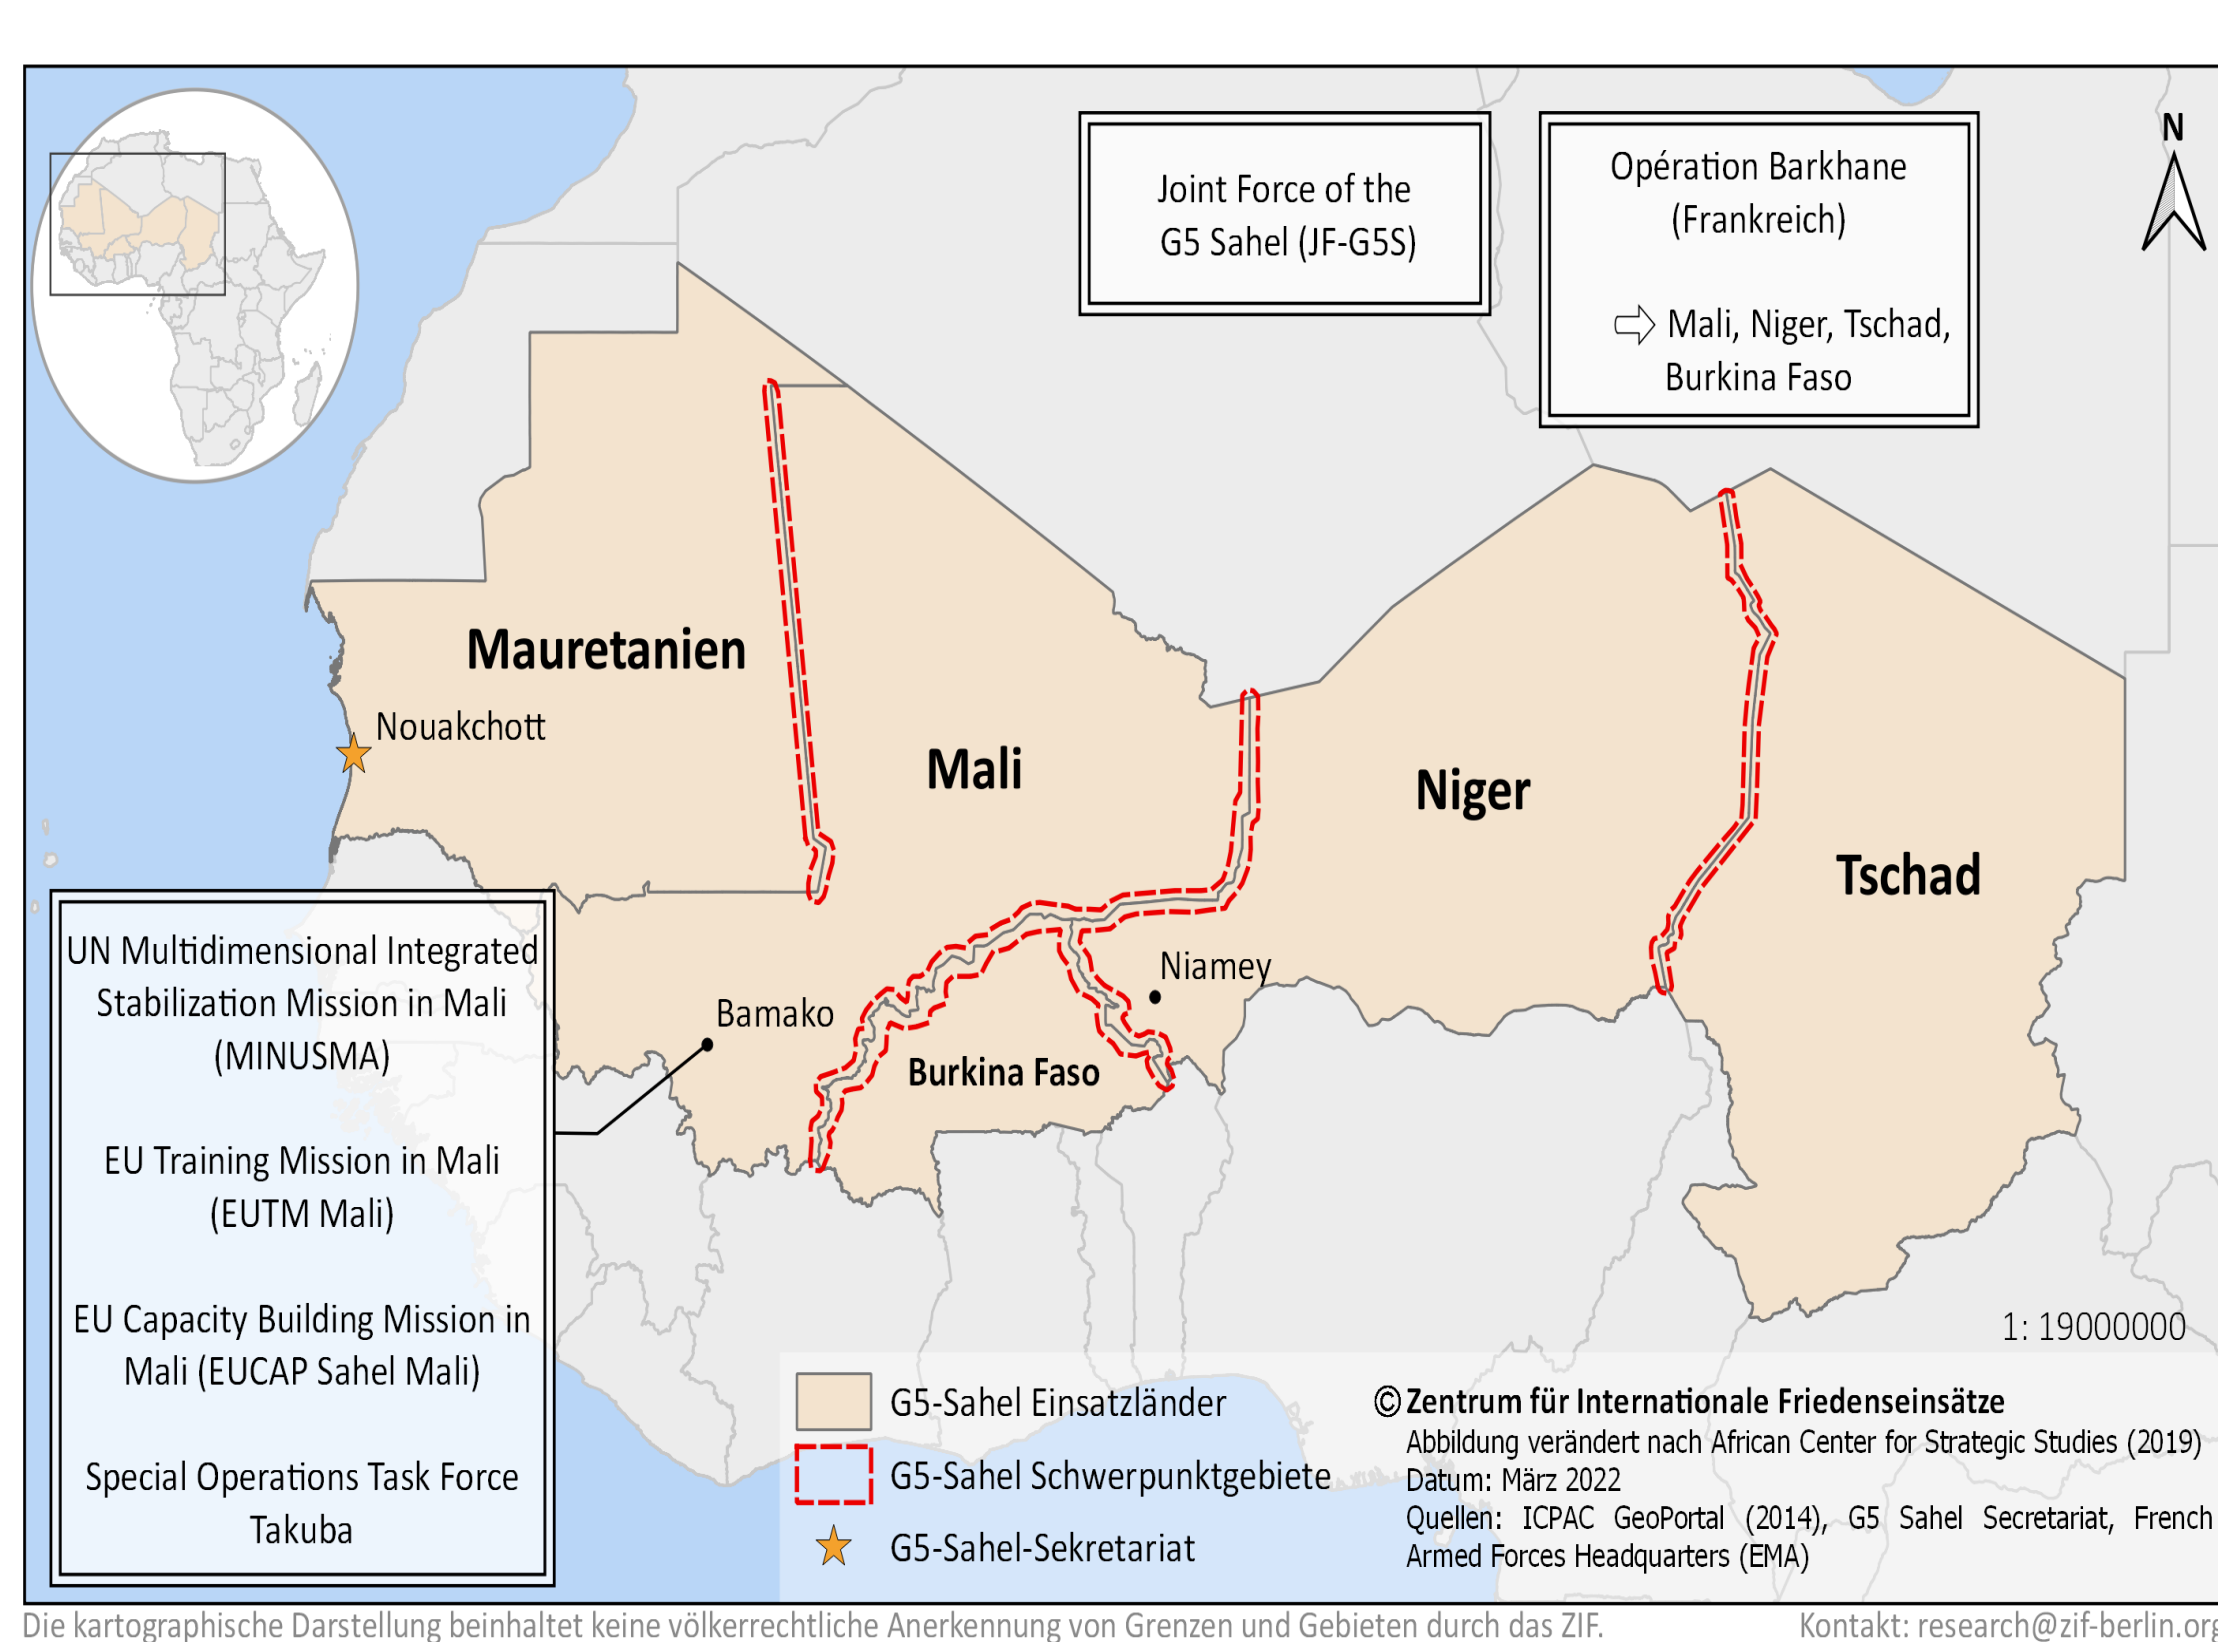 N
Joint Force of the
G5 Sahel (JF-G5S)
Opération Barkhane
(Frankreich)
Mali, Niger, Tschad,
Burkina Faso
Mauretanien
Nouakchott
Mali
Niger
Tschad
Niamey
Bamako
Burkina Faso
UN Multidimensional Integrated
Stabilization Mission in Mali
(MINUSMA)
EU Training Mission in Mali
(EUTM Mali)
EU Capacity Building Mission in
Mali (EUCAP Sahel Mali)
Special Operations Task Force
Takuba
1: 19000000
G5-Sahel Einsatzländer
G5-Sahel Schwerpunktgebiete
G5-Sahel-Sekretariat
© Zentrum für Internationale Friedenseinsätze
Abbildung verändert nach African Center for Strategic Studies (2019)
Datum: März 2022
Quellen: ICPAC GeoPortal (2014), G5 Sahel Secretariat, French
Armed Forces Headquarters (EMA)
Die kartographische Darstellung beinhaltet keine völkerrechtliche Anerkennung von Grenzen und Gebieten durch das ZIF.
Kontakt: research@zif-berlin.org